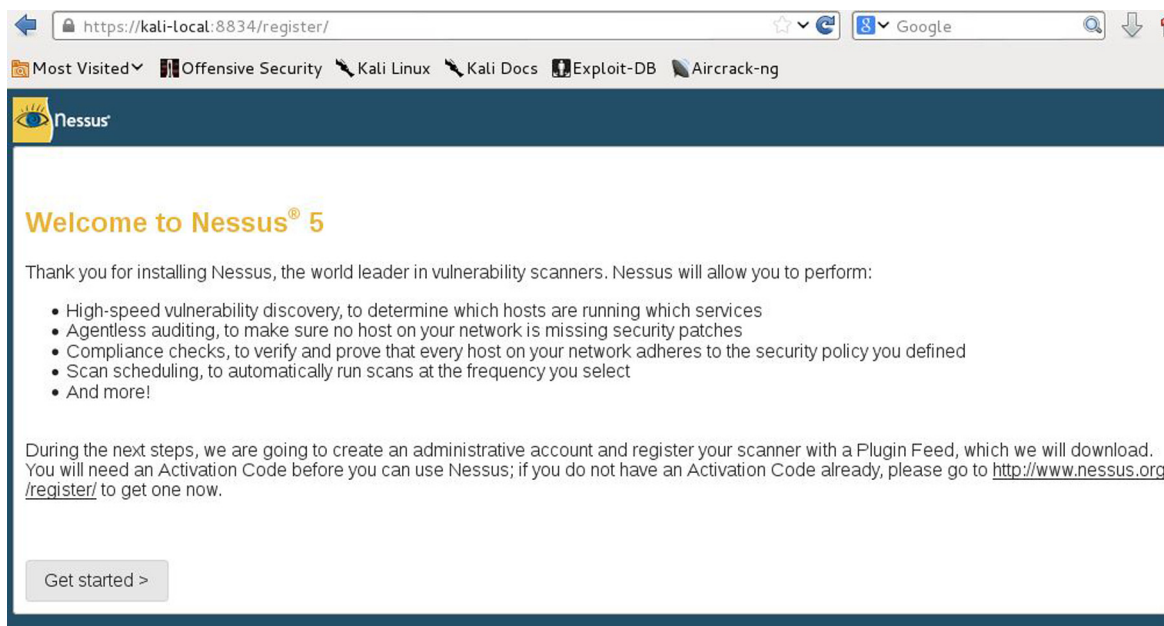 https://kali-local:8834/register/
Google
Most Visited Offensive Security Kali Linux Kali Docs Exploit-DB Aircrack-ng
Nessus®
Welcome to Nessus® 5
Thank you for installing Nessus, the world leader in vulnerability scanners. Nessus will allow you to perform:
• High-speed vulnerability discovery, to determine which hosts are running which services
• Agentless auditing, to make sure no host on your network is missing security patches
• Compliance checks, to verify and prove that every host on your network adheres to the security policy you defined
• Scan scheduling, to automatically run scans at the frequency you select
• And more!
During the next steps, we are going to create an administrative account and register your scanner with a Plugin Feed, which we will download.
You will need an Activation Code before you can use Nessus; if you do not have an Activation Code already, please go to http://www.nessus.org
/register/ to get one now.
Get started >